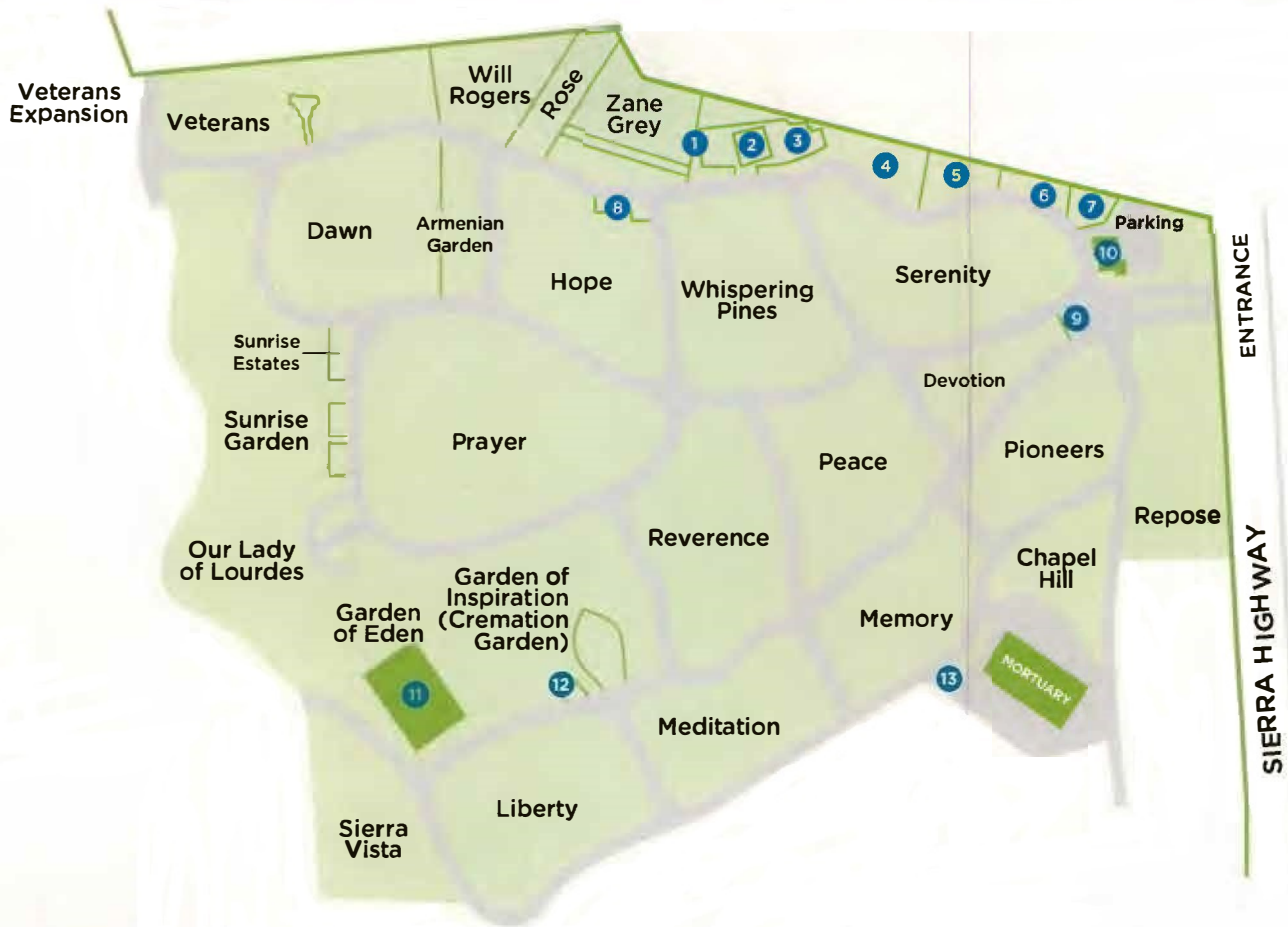 Veterans
Expansion
Veterans
Will
Rogers
Rose
Zane
Grey
1
2
3
4
5
6
7
Parking
8
Dawn
Armenian
Garden
Hope
Whispering
Pines
Serenity
10
9
ENTRANCE
Sunrise
Estates
Devotion
Sunrise
Garden
Prayer
Peace
Pioneers
Repose
Our Lady
of Lourdes
Reverence
Chapel
Hill
Garden of
Inspiration
(Cremation
Garden)
Garden
of Eden
Memory
11
12
13
MORTUARY
SIERRA HIGHWAY
Meditation
Liberty
Sierra
Vista